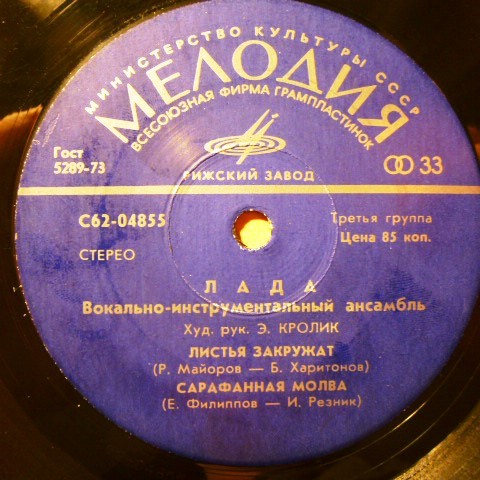 МИНИСТЕРСТВО КУЛЬТУРЫ СССР
МЕЛОДИЯ
ВСЕСОЮЗНАЯ ФИРМА ГРАМПЛАСТИНОК
Гост
5289-73
РИЖСКИЙ ЗАВОД
33
С62-04855
СТЕРЕО
Третья группа
Цена 85 коп.
ЛАДА
Вокально-инструментальный ансамбль
Худ. рук. Э. КРОЛИК
ЛИСТЬЯ ЗАКРУЖАТ
(Р. Майоров — Б. Харитонов)
САРАФАННАЯ МОЛВА
(Е. Филиппов — И. Резник)